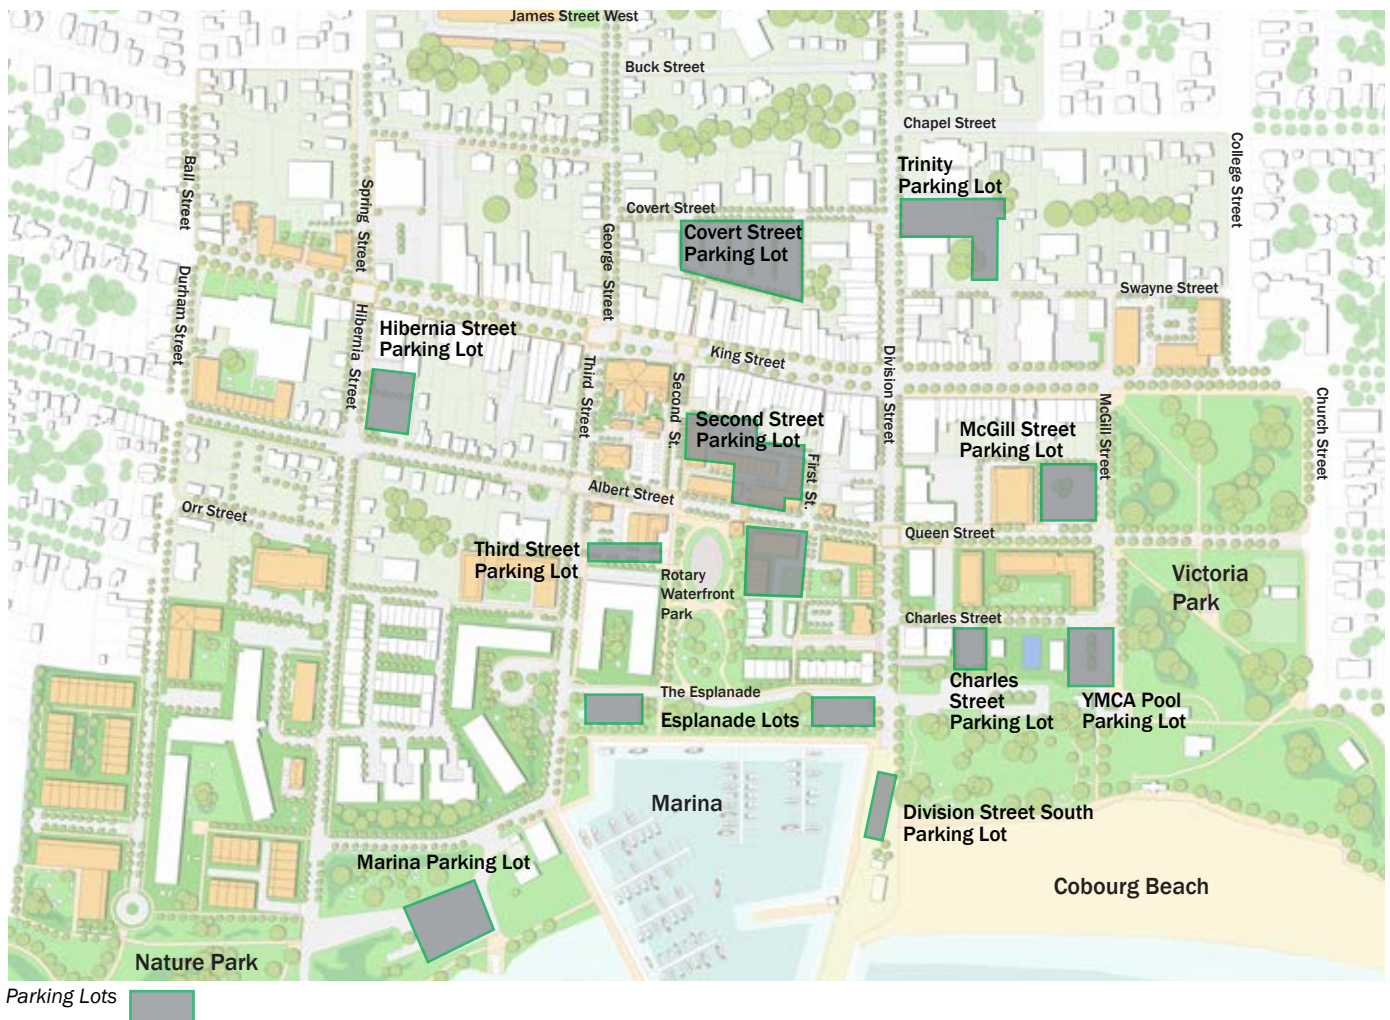 James Street West
Buck Street
Chapel Street
College Street
Trinity
Parking Lot
Ball Street
Spring Street
Covert Street
George Street
Covert Street
Parking Lot
Durham Street
Swayne Street
Hibernia Street
Hibernia Street
Parking Lot
King Street
Third Street
Second St.
Division Street
McGill Street
Church Street
Second Street
Parking Lot
McGill Street
Parking Lot
First St.
Albert Street
Orr Street
Queen Street
Third Street
Parking Lot
Rotary
Waterfront
Park
Victoria
Park
Charles Street
Charles
Street
Parking Lot
YMCA Pool
Parking Lot
The Esplanade
Esplanade Lots
Marina
Division Street South
Parking Lot
Marina Parking Lot
Cobourg Beach
Nature Park
Parking Lots